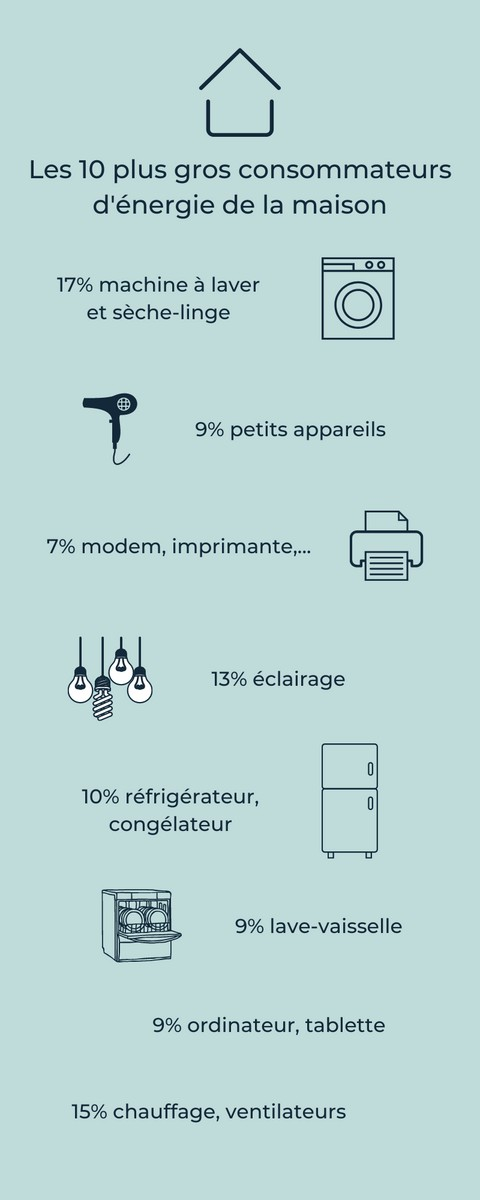 Les 10 plus gros consommateurs
d'énergie de la maison
17% machine à laver
et sèche-linge
9% petits appareils
7% modem, imprimante,...
13% éclairage
10% réfrigérateur,
congélateur
9% lave-vaisselle
9% ordinateur, tablette
15% chauffage, ventilateurs